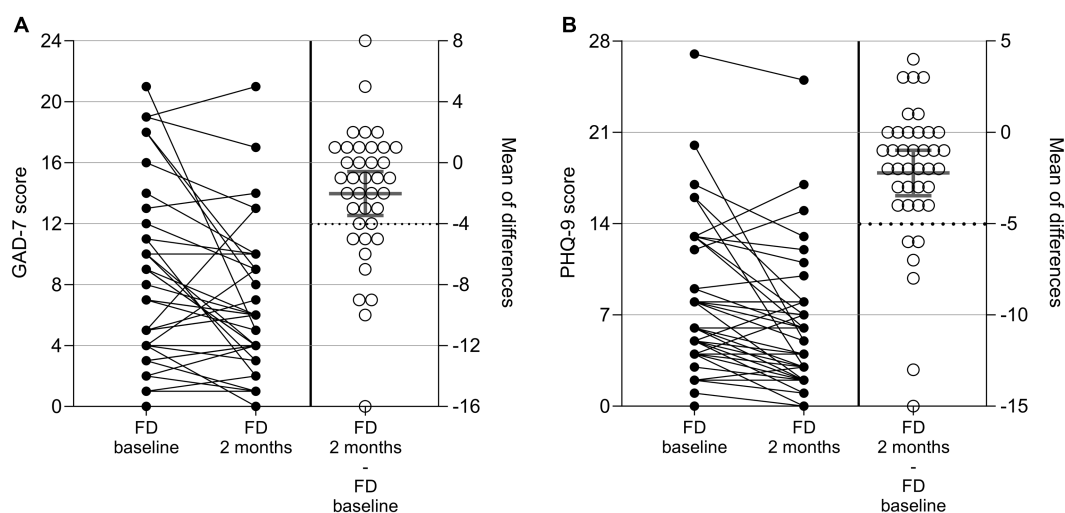 A
24
20
16
12
8
4
0
GAD-7 score
8
4
0
-4
-8
-12
-16
Mean of differences
FD
baseline
FD
2 months
FD
2 months
-
FD
baseline
B
28
21
14
7
0
PHQ-9 score
5
0
-5
-10
-15
Mean of differences
FD
baseline
FD
2 months
FD
2 months
-
FD
baseline